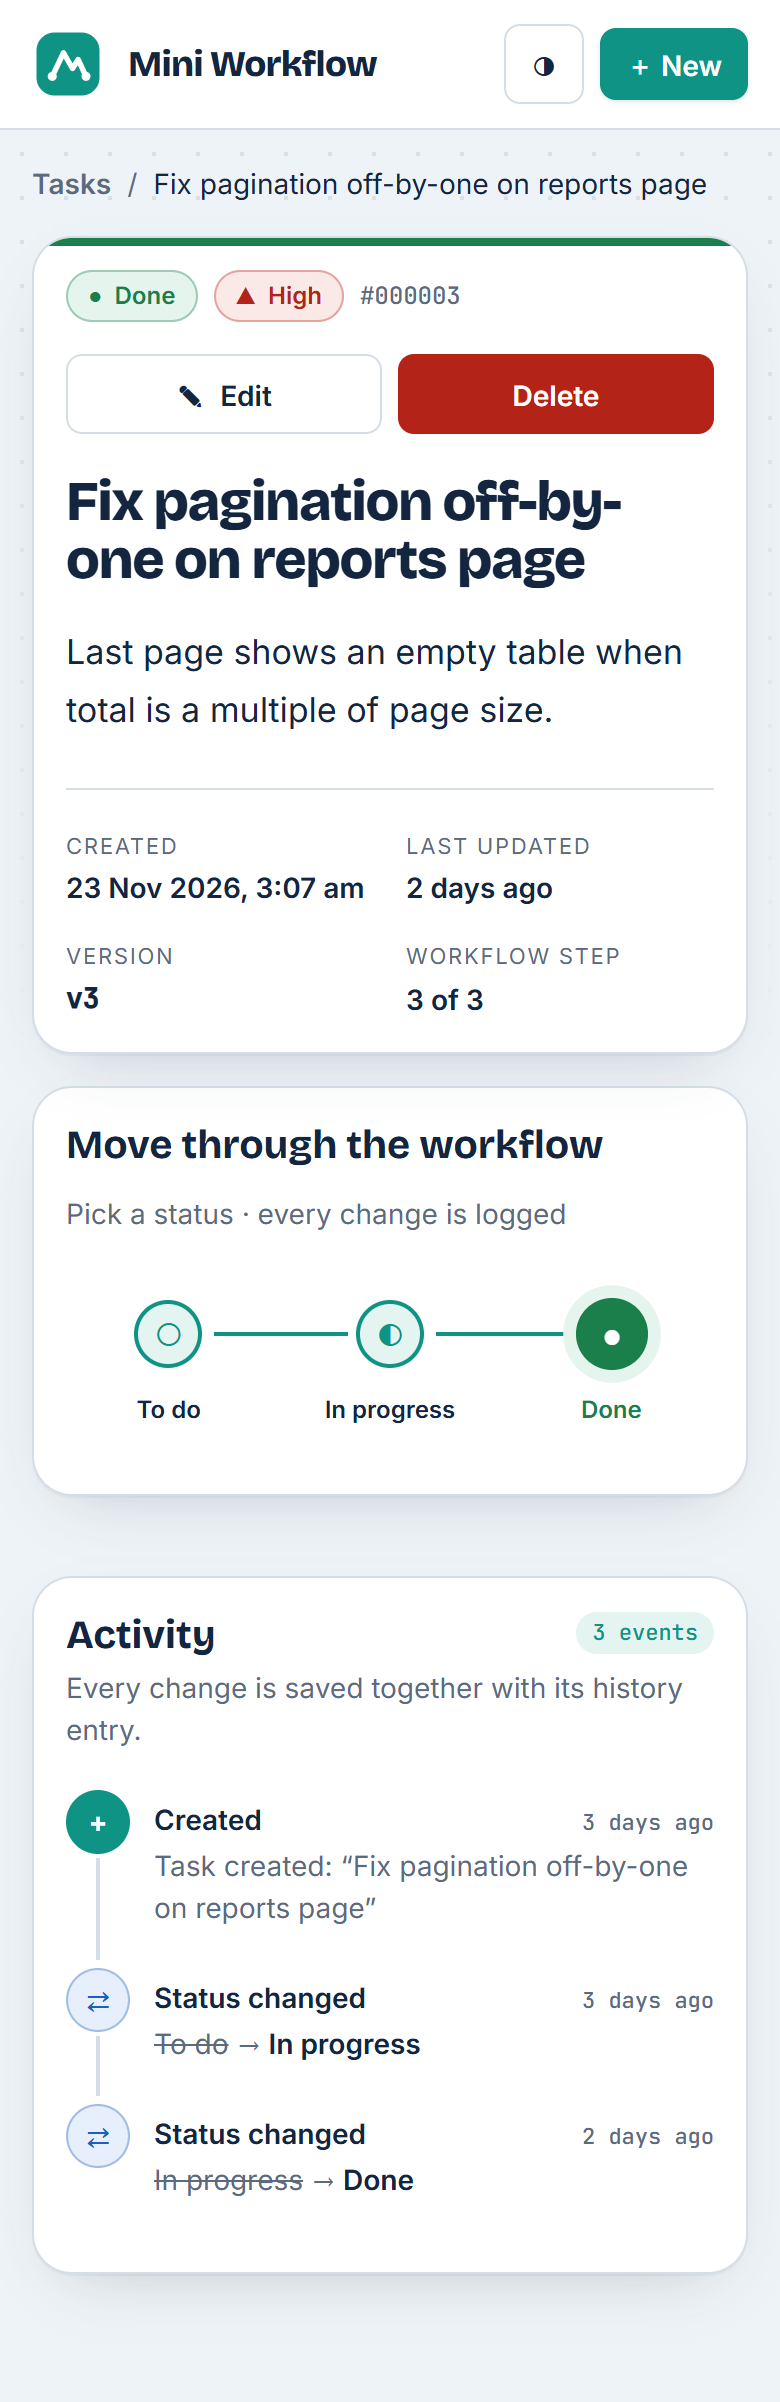 Mini Workflow
+ New
Tasks / Fix pagination off-by-one on reports page
Done
High
#000003
Edit
Delete
Fix pagination off-by-
one on reports page
Last page shows an empty table when
total is a multiple of page size.
CREATED
23 Nov 2026, 3:07 am
LAST UPDATED
2 days ago
VERSION
v3
WORKFLOW STEP
3 of 3
Move through the workflow
Pick a status · every change is logged
To do
In progress
Done
Activity
3 events
Every change is saved together with its history
entry.
Created
3 days ago
Task created: “Fix pagination off-by-one
on reports page”
Status changed
3 days ago
To do → In progress
Status changed
2 days ago
In progress → Done